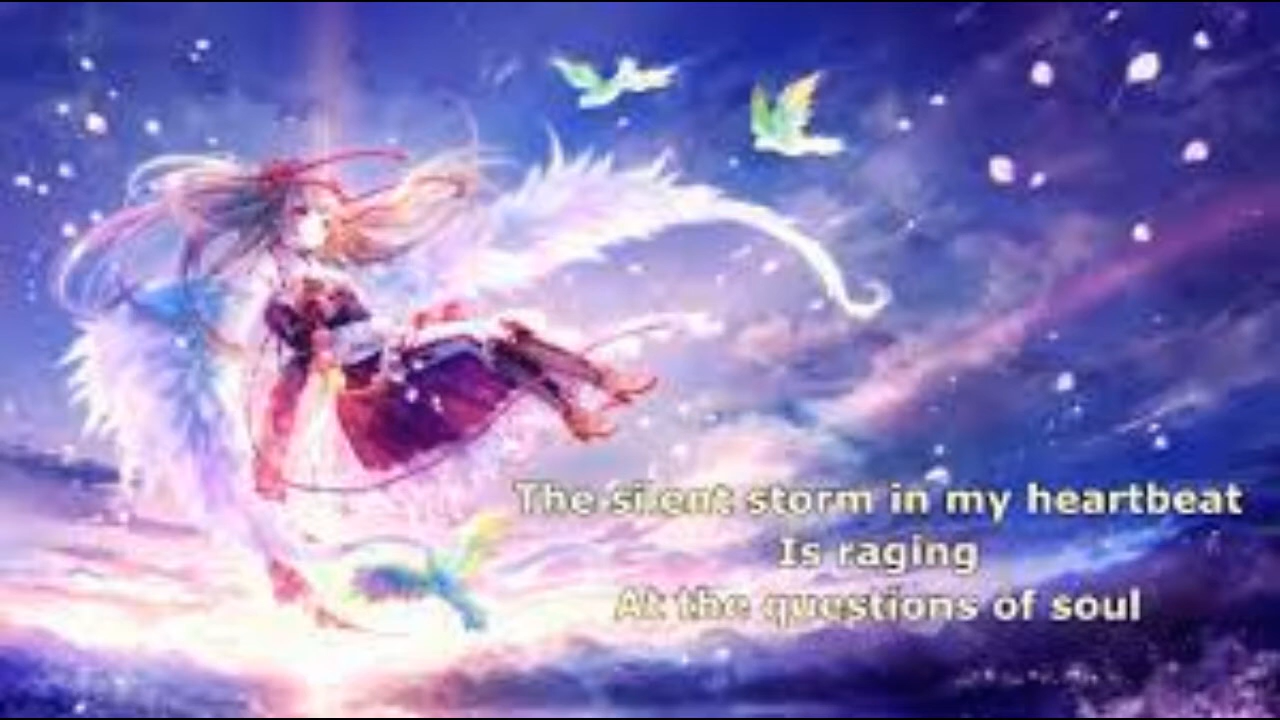 The silent storm in my heartbeat
Is raging
At the questions of soul